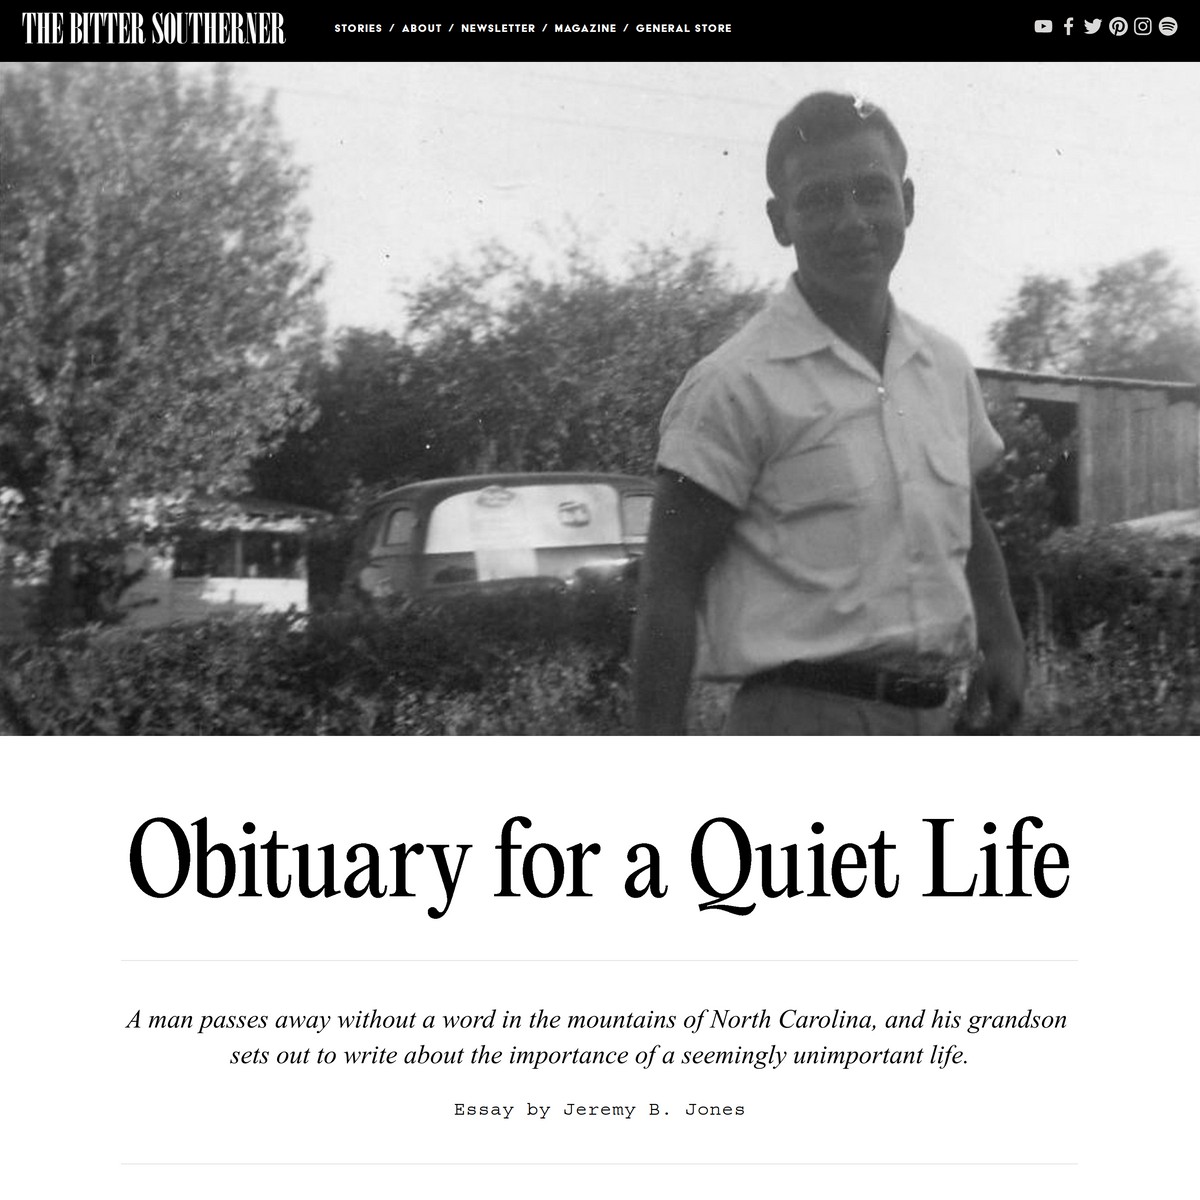 THE BITTER SOUTHERNER
STORIES / ABOUT / NEWSLETTER / MAGAZINE / GENERAL STORE
Obituary for a Quiet Life
A man passes away without a word in the mountains of North Carolina, and his grandson
sets out to write about the importance of a seemingly unimportant life.
Essay by Jeremy B. Jones